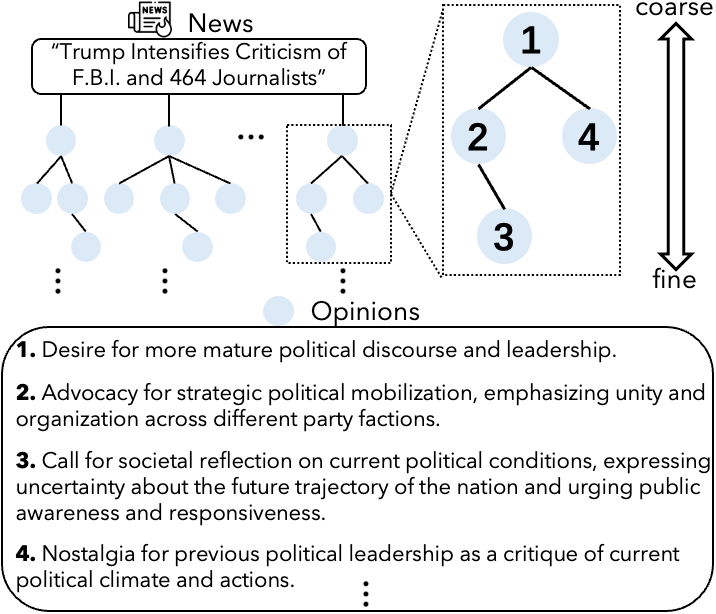 NEWS
News
coarse
“Trump Intensifies Criticism of
F.B.I. and 464 Journalists”
1
2
4
3
fine
Opinions
1. Desire for more mature political discourse and leadership.
2. Advocacy for strategic political mobilization, emphasizing unity and
organization across different party factions.
3. Call for societal reflection on current political conditions, expressing
uncertainty about the future trajectory of the nation and urging public
awareness and responsiveness.
4. Nostalgia for previous political leadership as a critique of current
political climate and actions.